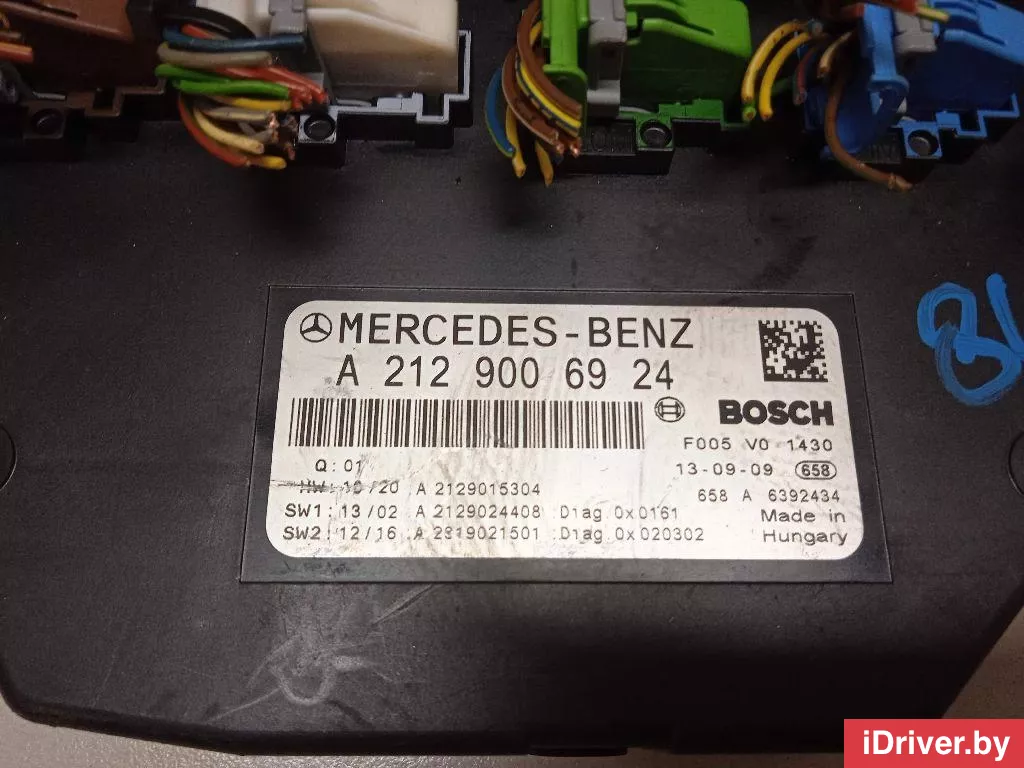 MERCEDES-BENZ
A 212 900 69 24
BOSCH
F005 V0 1430
Q: 01
13-09-09 658
HW: 10/20 A 2129015304
658 A 6392434
SW1: 13/02 A 2129024408 :Diag 0x0161
Made in
SW2: 12/16 A 2319021501 :Diag 0x020302
Hungary
iDriver.by